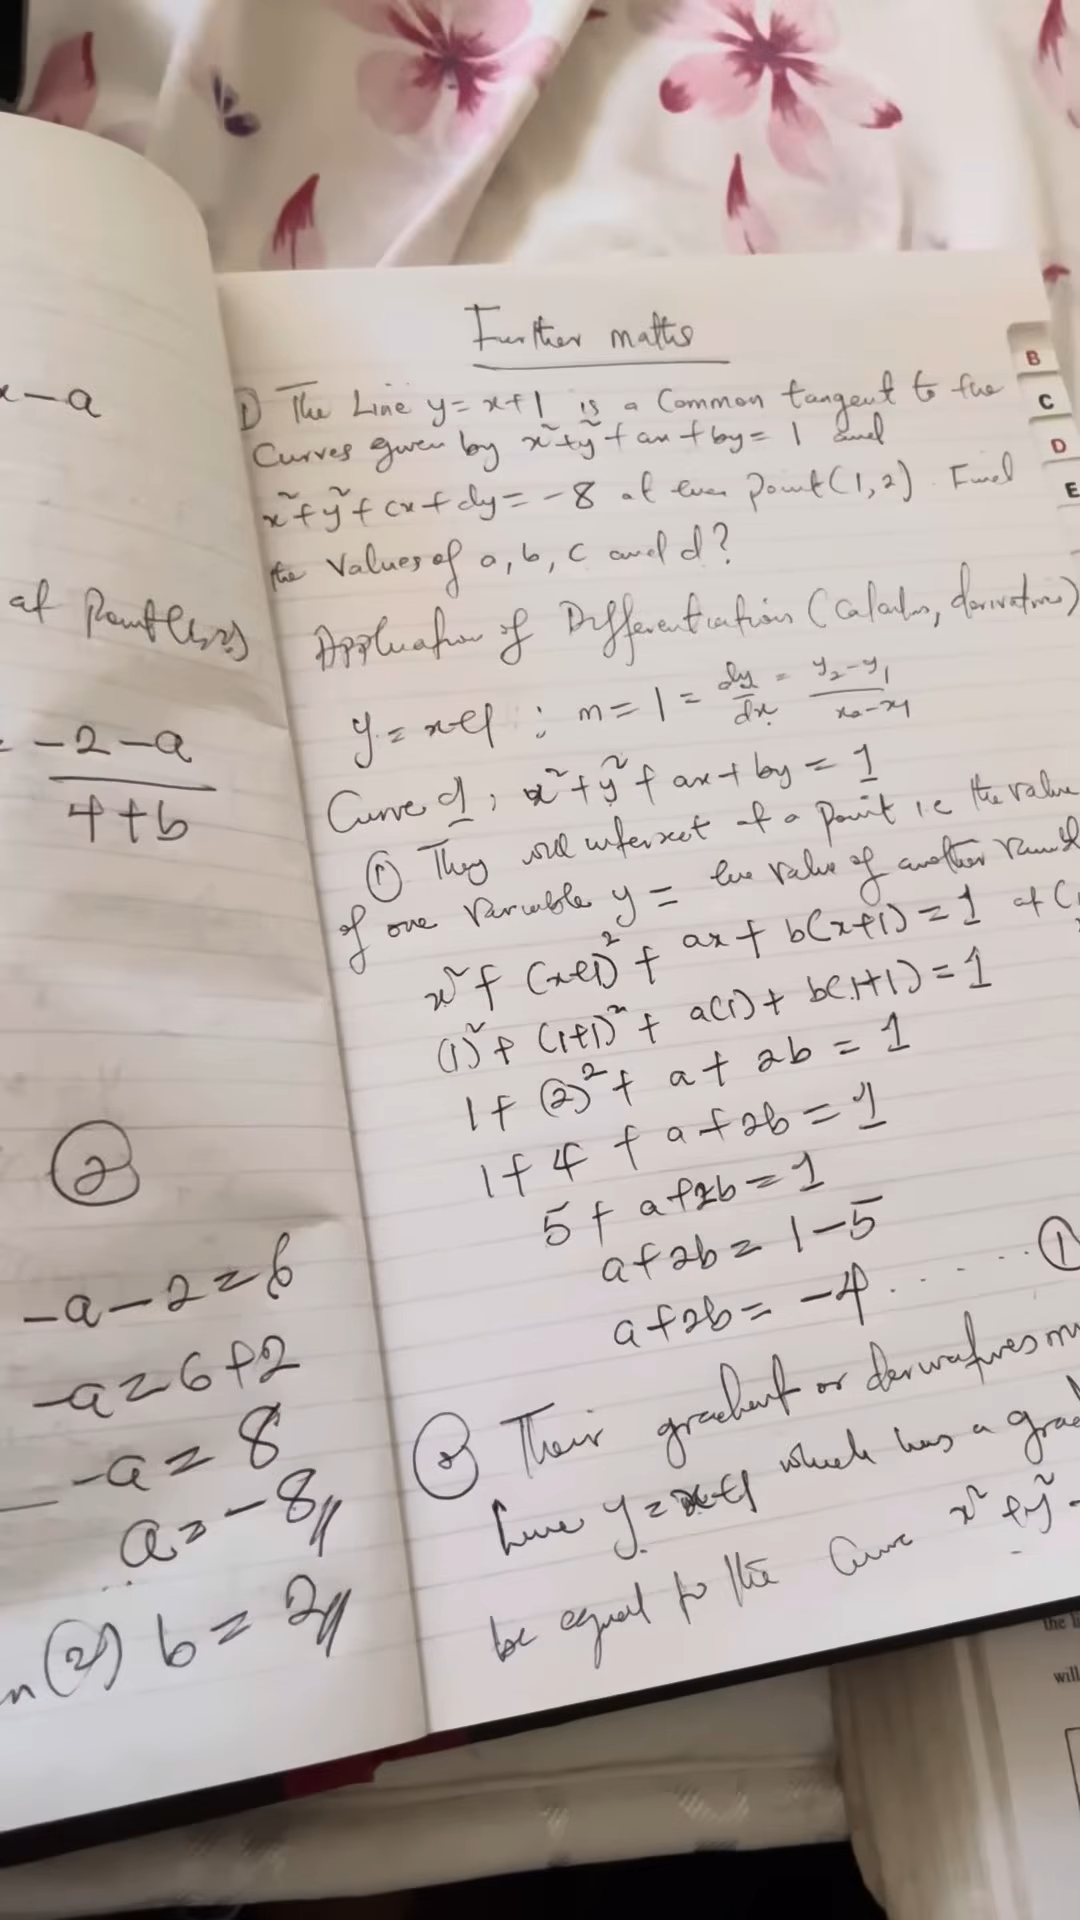 x-a
at Point(1,2)
= -2-a
4+b
2
-a-2=6
-a=6+2
-a=8
a=-8//
(2) b=2//
Further maths
1) The Line y=x+1 is a Common tangent to the
Curves given by x²+y²+ax+by=1 and
x²+y²+cx+dy=-8 at point(1,2). Find
the values of a, b, c and d?
Application of Differentiation (Calculus, derivative)
y=x+1 ; m=1=dy/dx=y₂-y₁/x₂-x₁
Curve 1, x²+y²+ax+by=1
① They will intersect at a point i.e the value
of one variable y = the value of another
x²+(x+1)²+ax+b(x+1)=1 at (
(1)²+(1+1)²+a(1)+b(1+1)=1
1+(2)²+a+2b=1
1+4+a+2b=1
5+a+2b=1
a+2b=1-5
a+2b=-4......①
② Their gradient or derivatives
Line y=x+1 which has a grad
be equal to the Curve x²+y²
B
C
D
E
the li
will